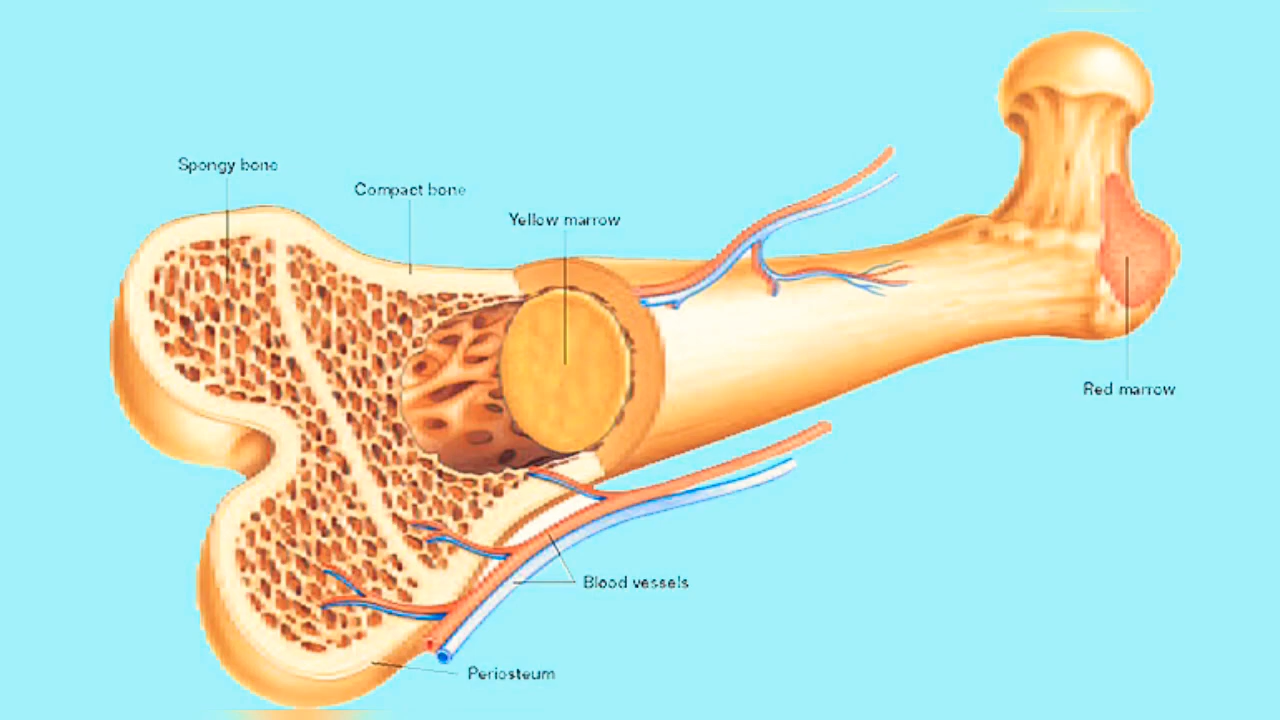 Spongy bone
Compact bone
Yellow marrow
Red marrow
Blood vessels
Periosteum